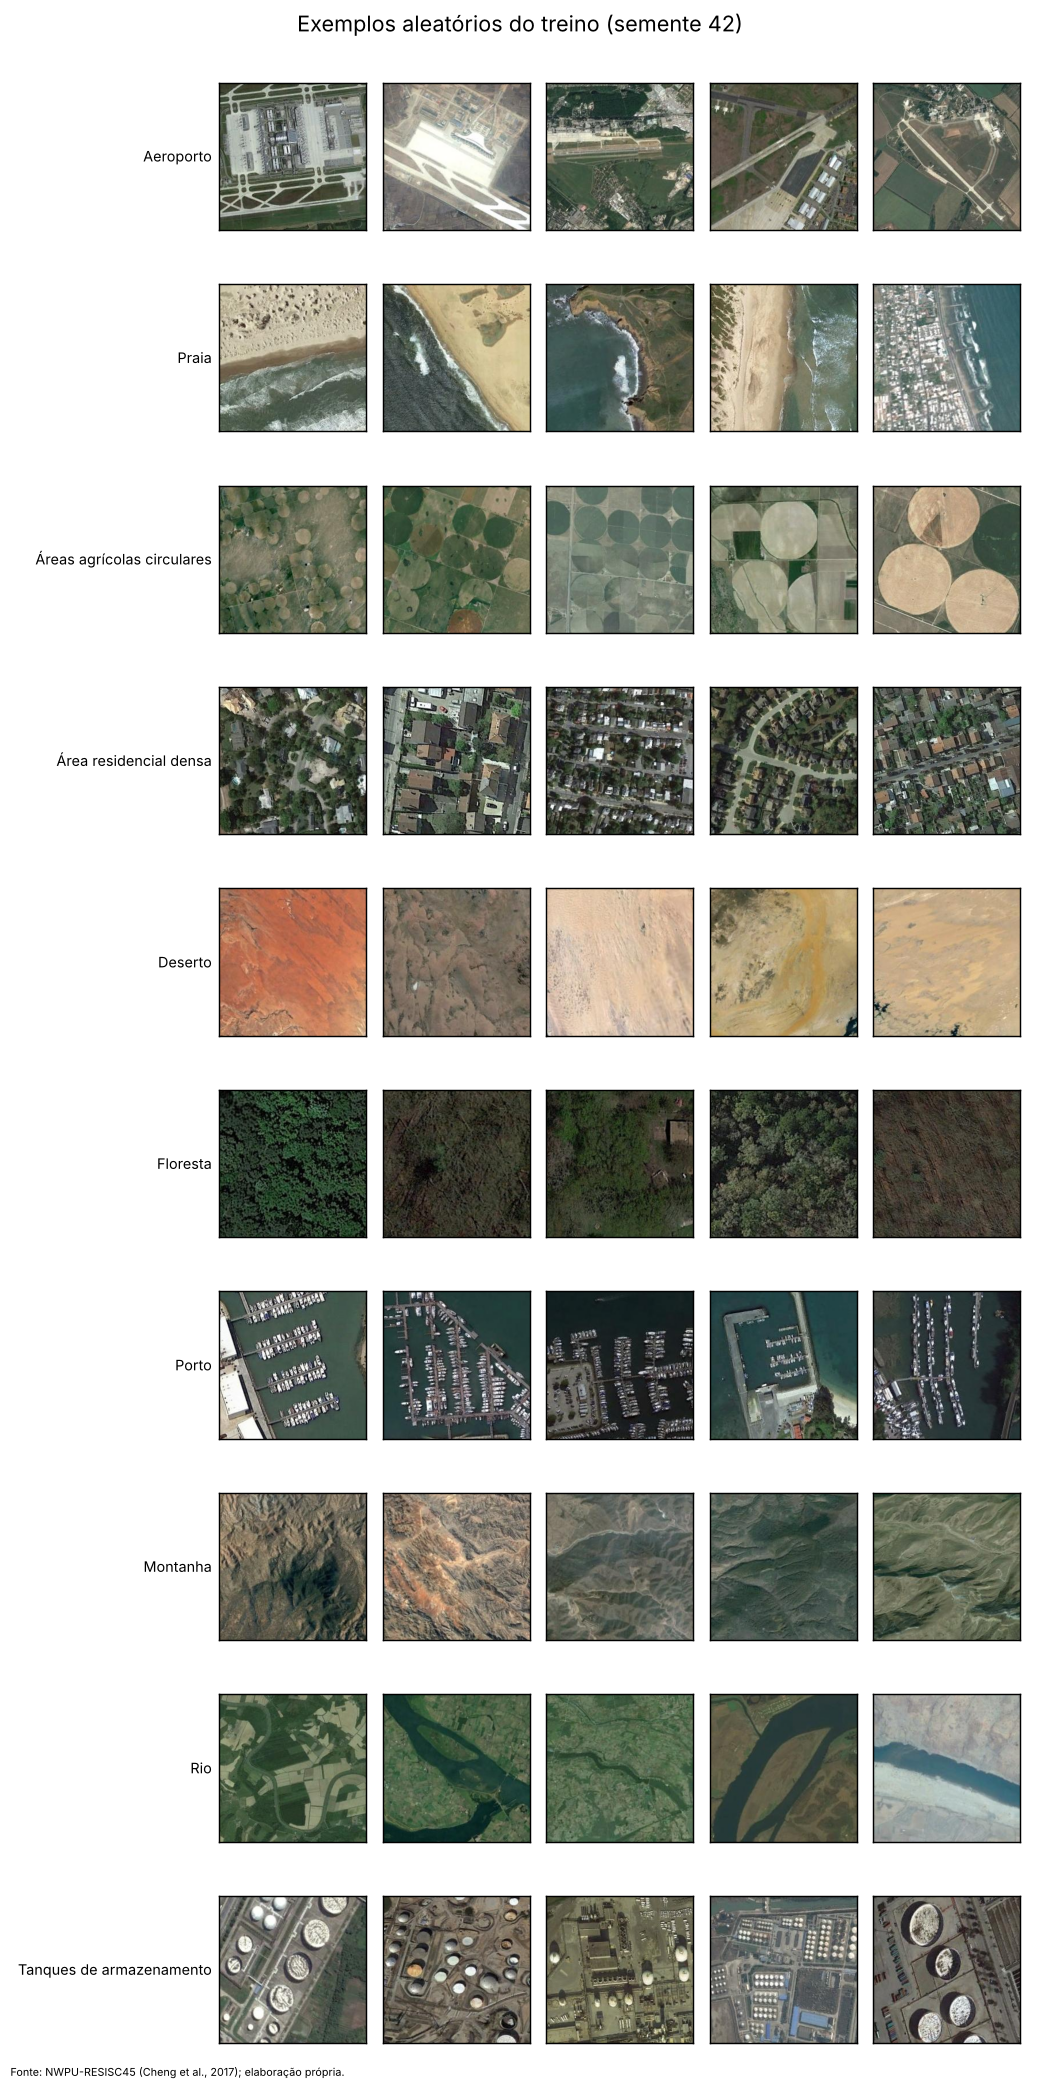 Exemplos aleatórios do treino (semente 42)
Aeroporto
Praia
Áreas agrícolas circulares
Área residencial densa
Deserto
Floresta
Porto
Montanha
Rio
Tanques de armazenamento
Fonte: NWPU-RESISC45 (Cheng et al., 2017); elaboração própria.